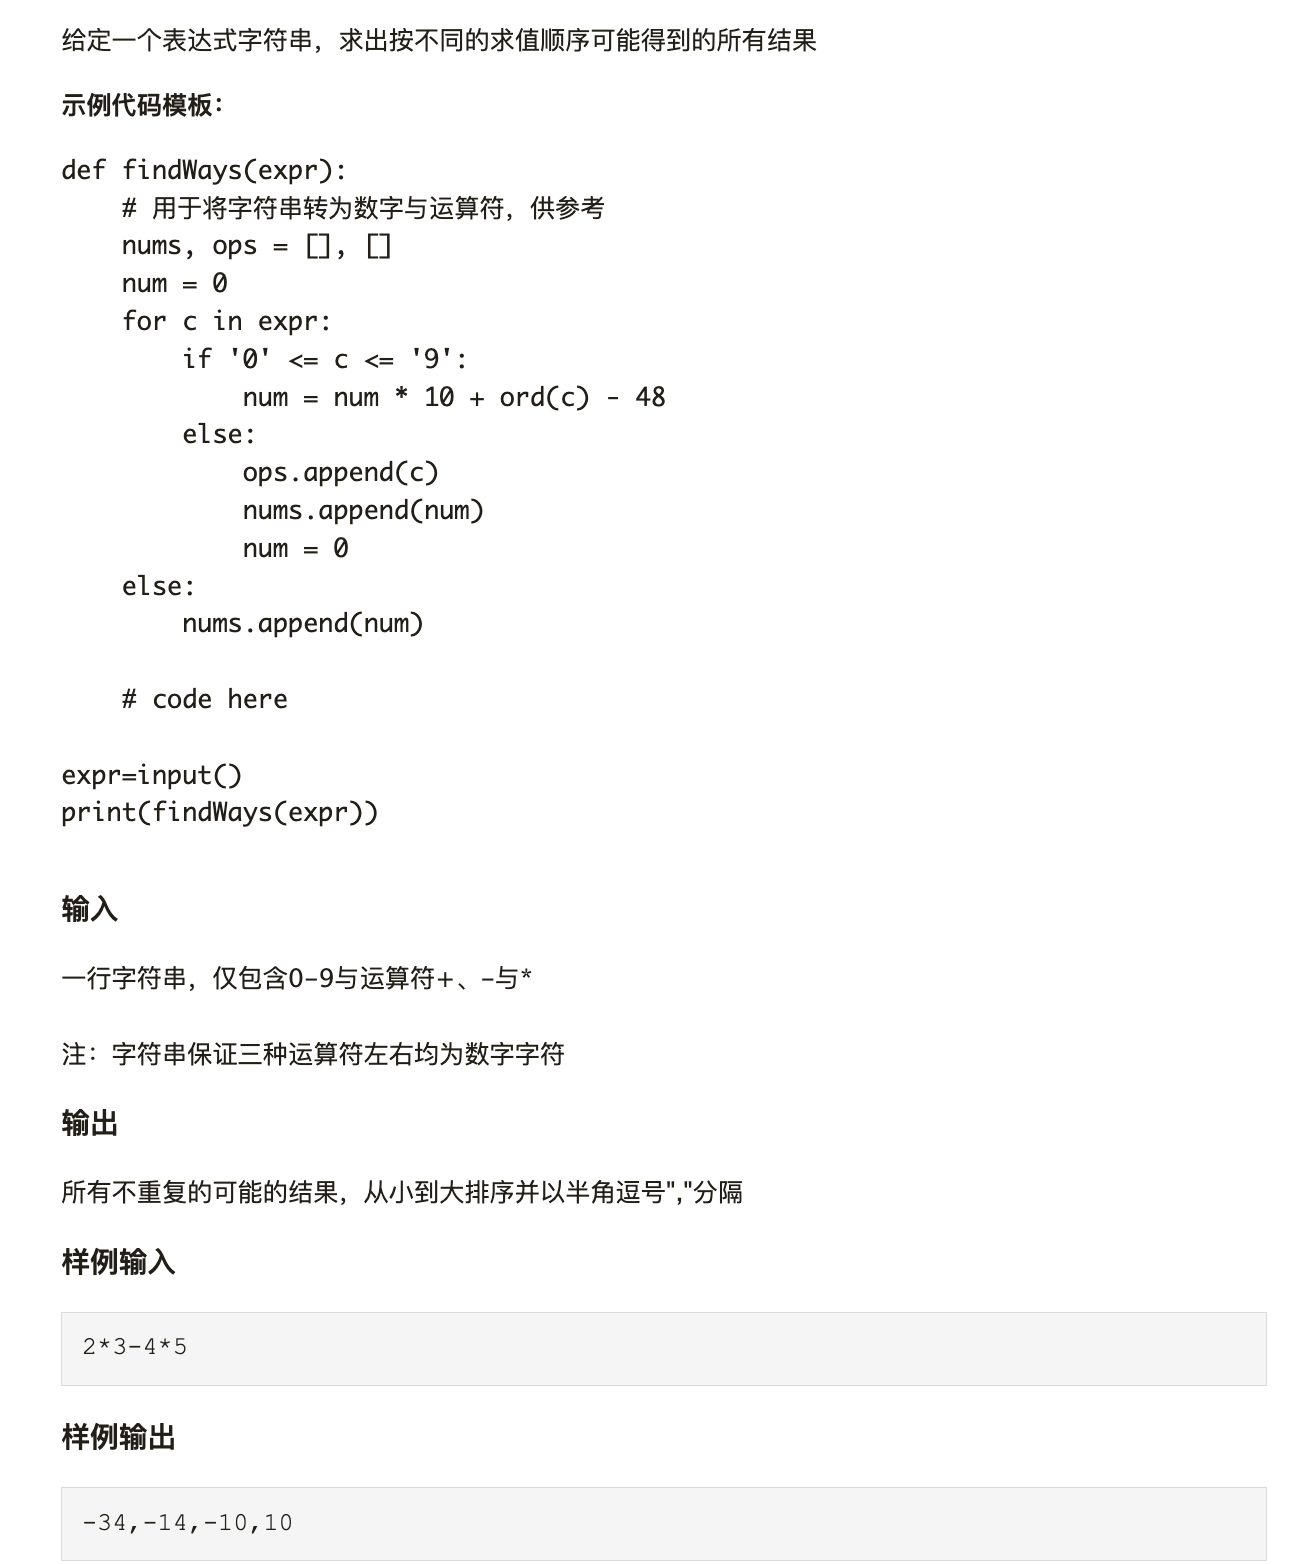 给定一个表达式字符串，求出按不同的求值顺序可能得到的所有结果
示例代码模板：
def findWays(expr):
    # 用于将字符串转为数字与运算符，供参考
    nums, ops = [], []
    num = 0
    for c in expr:
        if '0' <= c <= '9':
            num = num * 10 + ord(c) - 48
        else:
            ops.append(c)
            nums.append(num)
            num = 0
    else:
        nums.append(num)
    # code here
expr=input()
print(findWays(expr))
输入
一行字符串，仅包含0-9与运算符+、-与*
注：字符串保证三种运算符左右均为数字字符
输出
所有不重复的可能的结果，从小到大排序并以半角逗号","分隔
样例输入
2*3-4*5
样例输出
-34,-14,-10,10